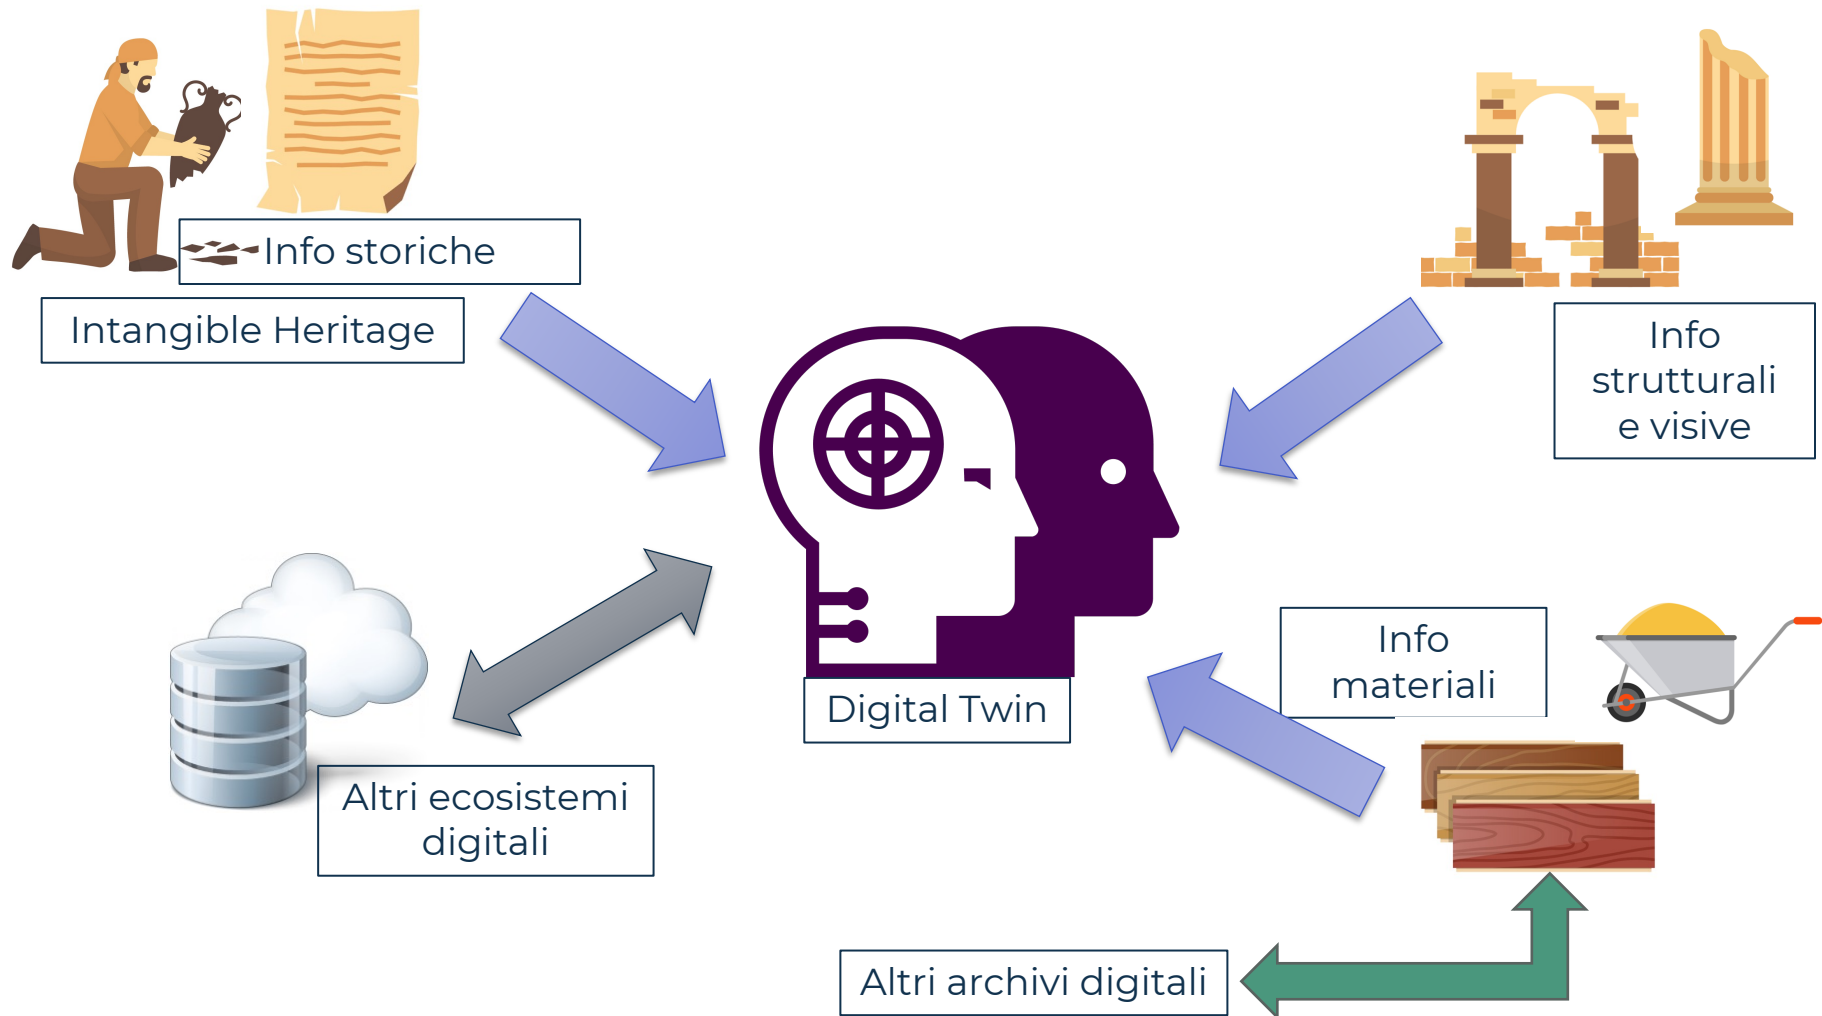 Info storiche
Intangible Heritage
Info
strutturali
e visive
Digital Twin
Info
materiali
Altri ecosistemi
digitali
Altri archivi digitali